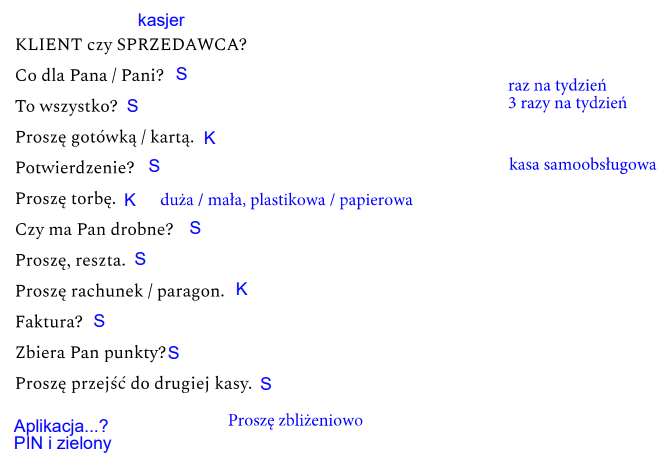 kasjer
KLIENT czy SPRZEDAWCA?
Co dla Pana / Pani? S
raz na tydzień
3 razy na tydzień
To wszystko? S
Proszę gotówką / kartą. K
Potwierdzenie? S
kasa samoobsługowa
Proszę torbę. K duża / mała, plastikowa / papierowa
Czy ma Pan drobne? S
Proszę, reszta. S
Proszę rachunek / paragon. K
Faktura? S
Zbiera Pan punkty? S
Proszę przejść do drugiej kasy. S
Proszę zbliżeniowo
Aplikacja...?
PIN i zielony